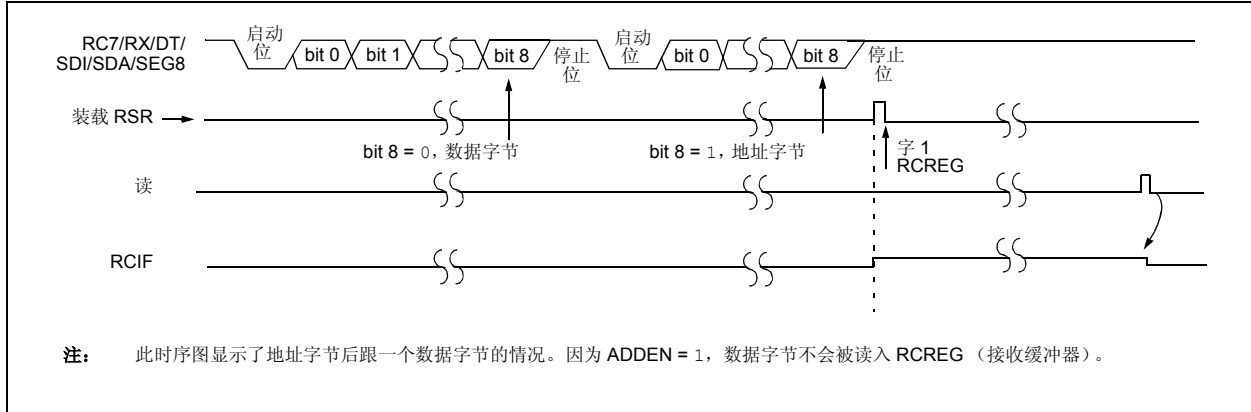 RC7/RX/DT/
SDI/SDA/SEG8
启动
位
bit 0
bit 1
bit 8
停止
位
启动
位
bit 0
bit 8
停止
位
装载 RSR
bit 8 = 0，数据字节
bit 8 = 1，地址字节
字 1
RCREG
读
RCIF
注： 此时序图显示了地址字节后跟一个数据字节的情况。因为 ADDEN = 1，数据字节不会被读入 RCREG （接收缓冲器）。